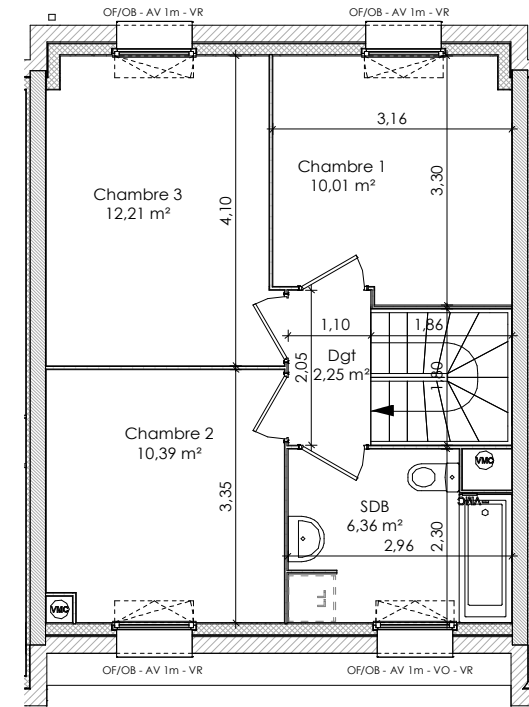 OF/OB - AV 1m - VR
OF/OB - AV 1m - VR
3,16
Chambre 1
10,01 m²
3,30
Chambre 3
12,21 m²
4,10
1,10
1,86
Dgt
2,25 m²
2,05
1,80
Chambre 2
10,39 m²
3,35
VMC
VMC
SDB
6,36 m²
2,96
2,30
LL
VMC
OF/OB - AV 1m - VR
OF/OB - AV 1m - VO - VR